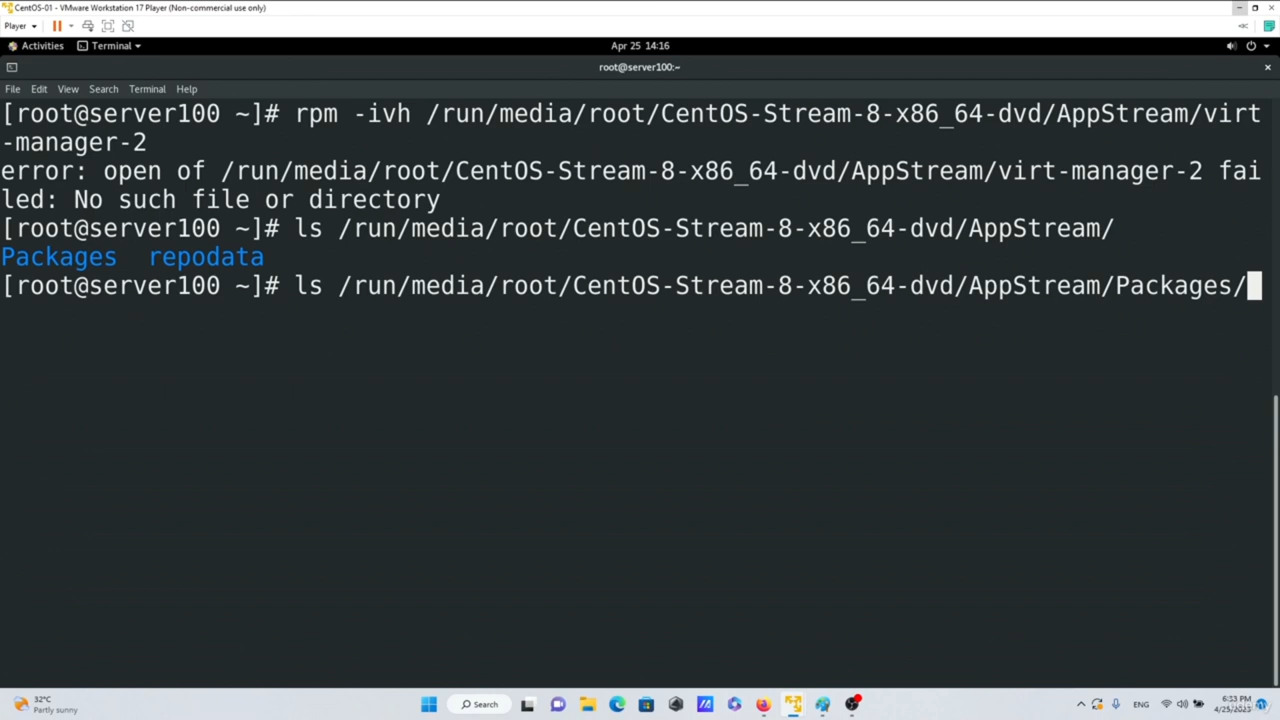 CentOS-01 - VMware Workstation 17 Player (Non-commercial use only)
Player
Activities Terminal Apr 25 14:16
root@server100:~
File Edit View Search Terminal Help
[root@server100 ~]# rpm -ivh /run/media/root/CentOS-Stream-8-x86_64-dvd/AppStream/virt
-manager-2
error: open of /run/media/root/CentOS-Stream-8-x86_64-dvd/AppStream/virt-manager-2 fai
led: No such file or directory
[root@server100 ~]# ls /run/media/root/CentOS-Stream-8-x86_64-dvd/AppStream/
Packages repodata
[root@server100 ~]# ls /run/media/root/CentOS-Stream-8-x86_64-dvd/AppStream/Packages/
32°C
Partly sunny
Search
ENG
6:33 PM
4/25/2023